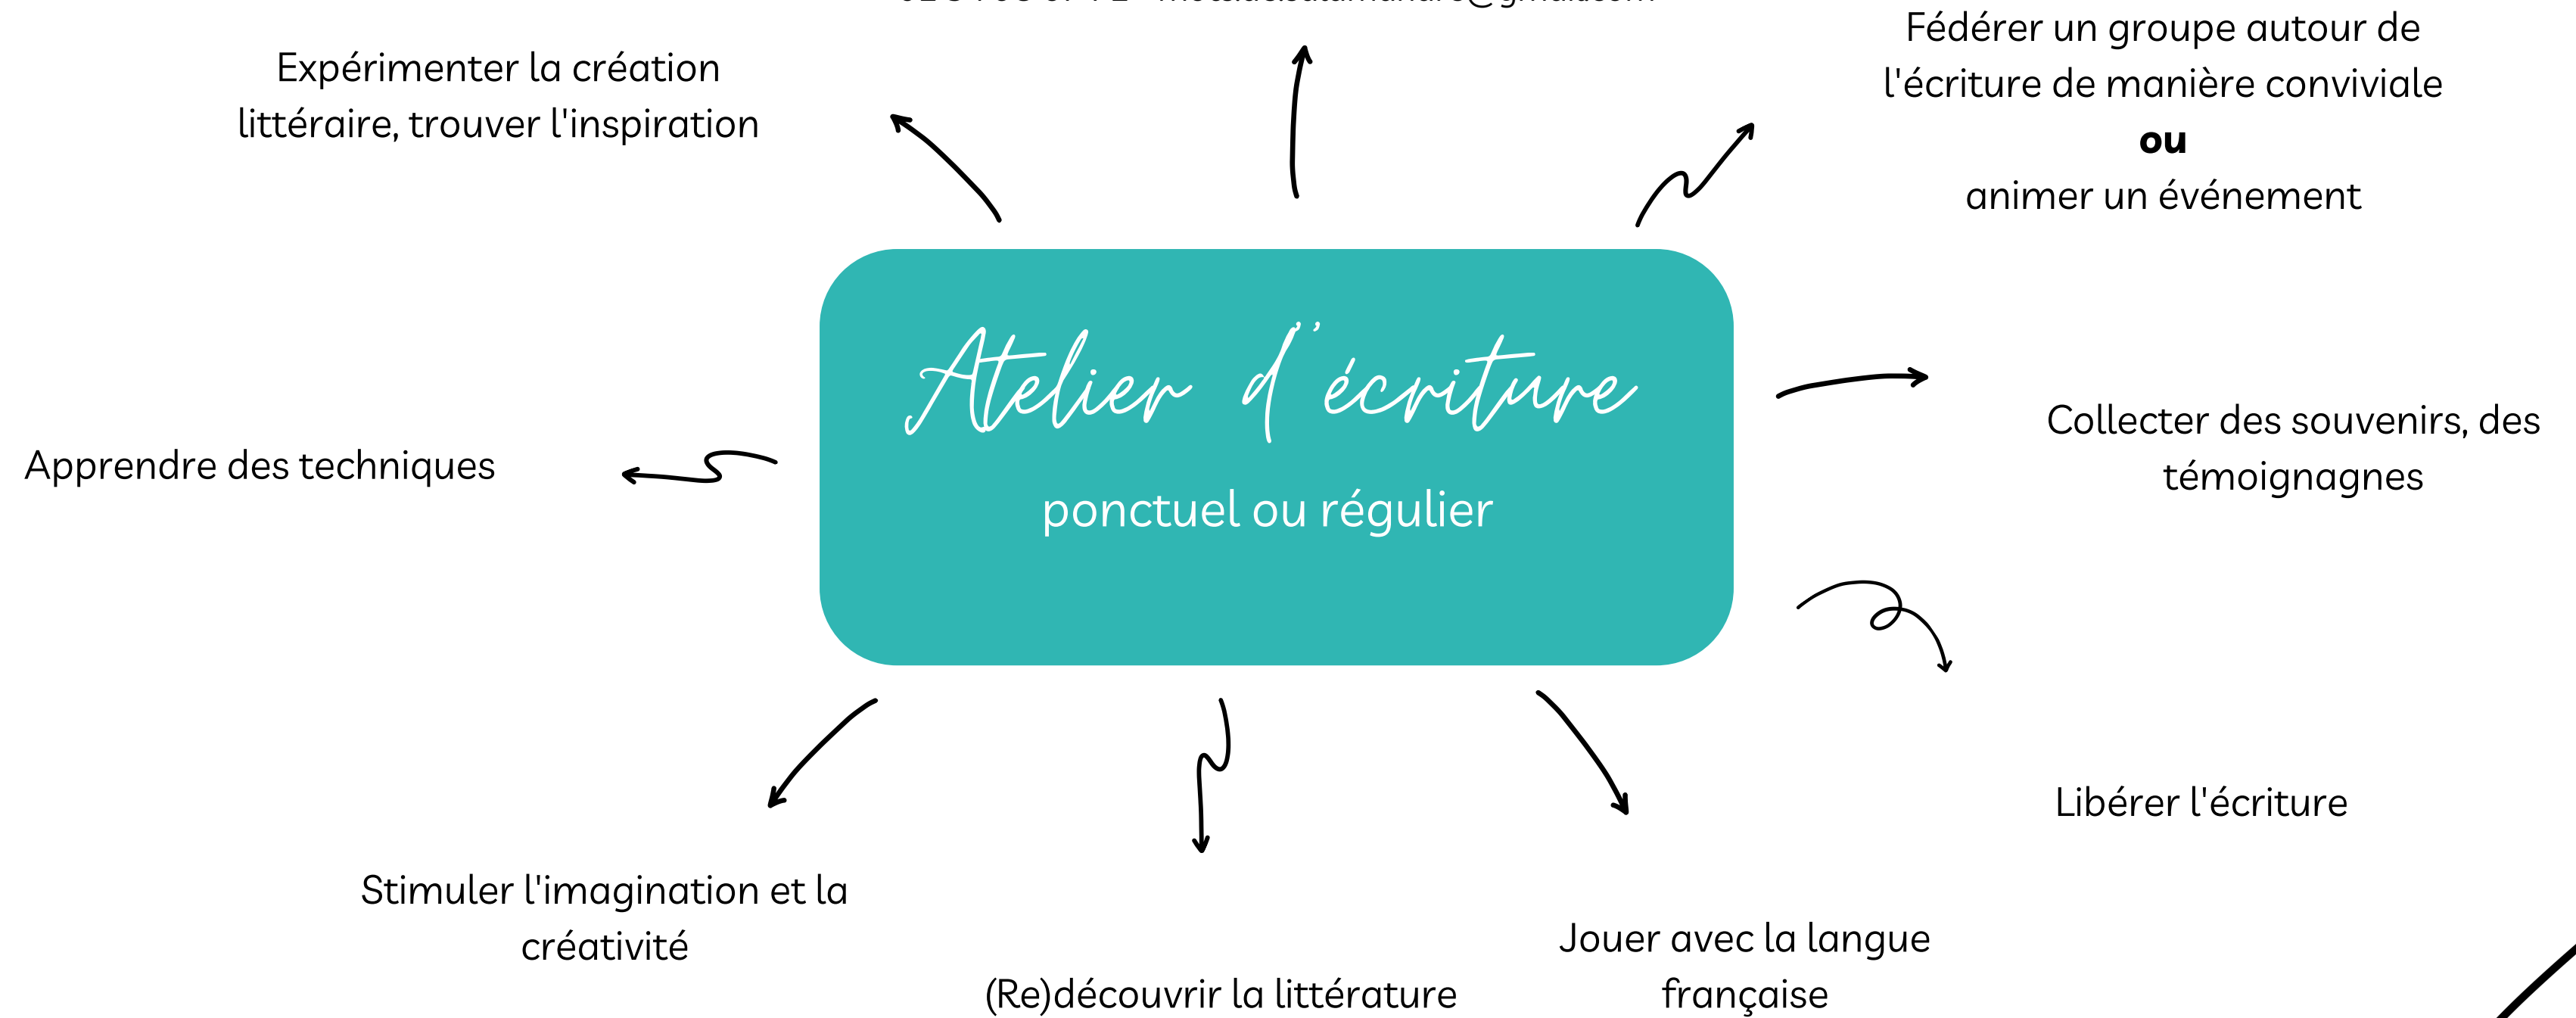 Fédérer un groupe autour de
l'écriture de manière conviviale
ou
animer un événement
Expérimenter la création
littéraire, trouver l'inspiration
Atelier d'’écriture
ponctuel ou régulier
Collecter des souvenirs, des
témoignagnes
Apprendre des techniques
Libérer l'écriture
Stimuler l'imagination et la
créativité
Jouer avec la langue
française
(Re)découvrir la littérature